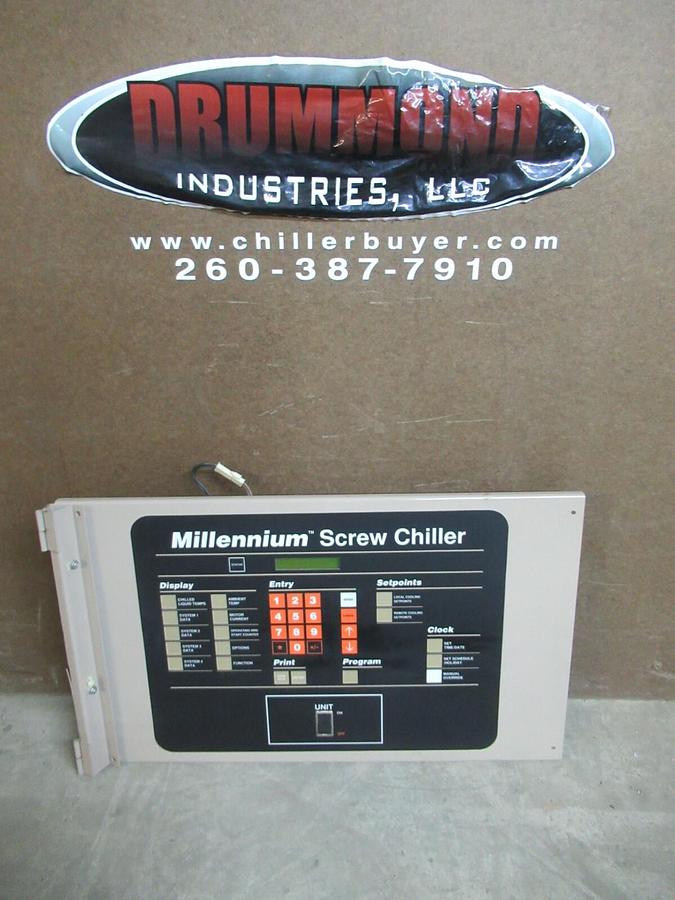 DRUMMOND
INDUSTRIES, LLC
www.chillerbuyer.com
260-387-7910
Millennium™ Screw Chiller
STATUS
Display
CHILLED
LIQUID TEMPS
SYSTEM 1
DATA
SYSTEM 2
DATA
SYSTEM 3
DATA
SYSTEM 4
DATA
AMBIENT
TEMP
MOTOR
CURRENT
OPERATING HRS
START COUNTER
OPTIONS
FUNCTION
Entry
1 2 3
4 5 6
7 8 9
* 0 +/-
ENTER
↑
↓
Setpoints
LOCAL COOLING
SETPOINTS
REMOTE COOLING
SETPOINTS
Clock
SET
TIME/DATE
SET SCHEDULE
/HOLIDAY
MANUAL
OVERRIDE
Print
Program
UNIT
ON
OFF